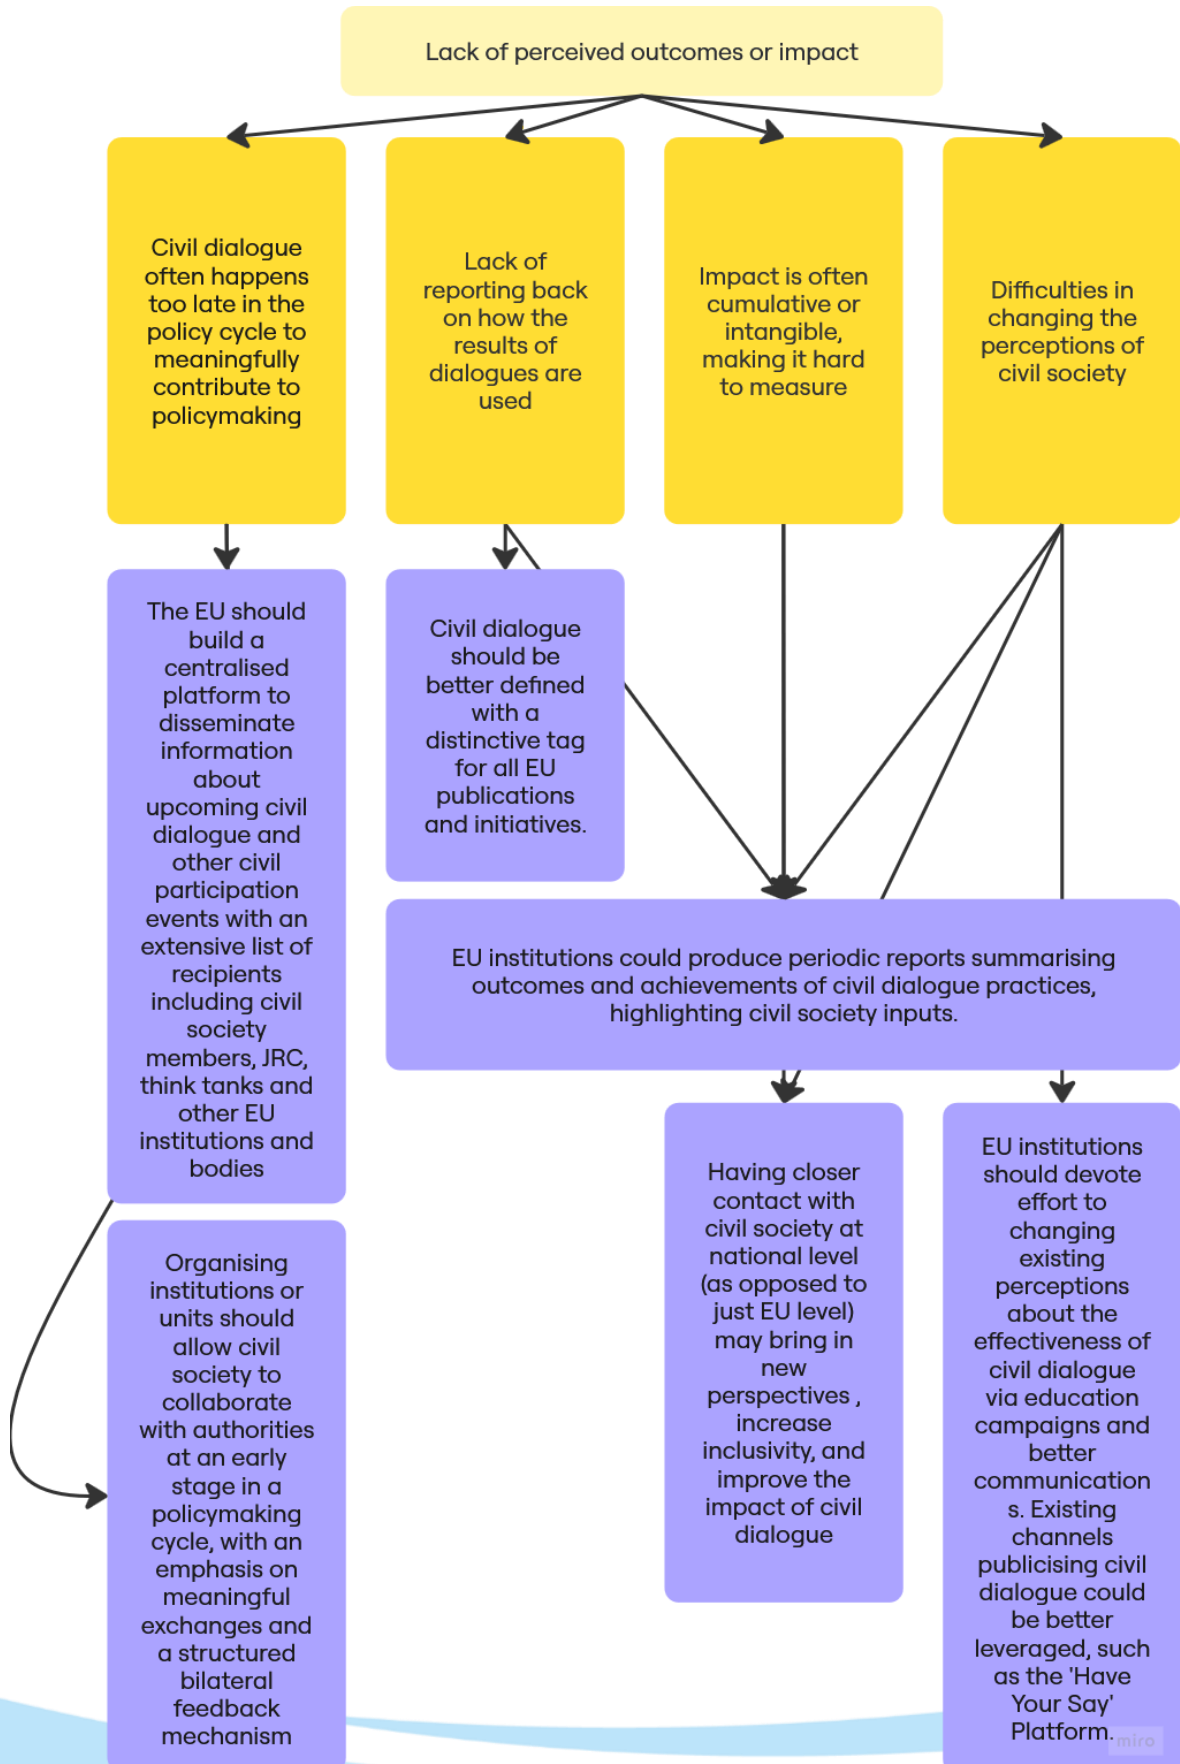 Lack of perceived outcomes or impact
Civil dialogue
often happens
too late in the
policy cycle to
meaningfully
contribute to
policymaking
Lack of
reporting back
on how the
results of
dialogues are
used
Impact is often
cumulative or
intangible,
making it hard
to measure
Difficulties in
changing the
perceptions of
civil society
The EU should
build a
centralised
platform to
disseminate
information
about
upcoming civil
dialogue and
other civil
participation
events with an
extensive list of
recipients
including civil
society
members, JRC,
think tanks and
other EU
institutions and
bodies
Civil dialogue
should be
better defined
with a
distinctive tag
for all EU
publications
and initiatives.
EU institutions could produce periodic reports summarising
outcomes and achievements of civil dialogue practices,
highlighting civil society inputs.
Organising
institutions or
units should
allow civil
society to
collaborate
with authorities
at an early
stage in a
policymaking
cycle, with an
emphasis on
meaningful
exchanges and
a structured
bilateral
feedback
mechanism
Having closer
contact with
civil society at
national level
(as opposed to
just EU level)
may bring in
new
perspectives ,
increase
inclusivity, and
improve the
impact of civil
dialogue
EU institutions
should devote
effort to
changing
existing
perceptions
about the
effectiveness of
civil dialogue
via education
campaigns and
better
communication
s. Existing
channels
publicising civil
dialogue could
be better
leveraged, such
as the 'Have
Your Say'
Platform.
miro